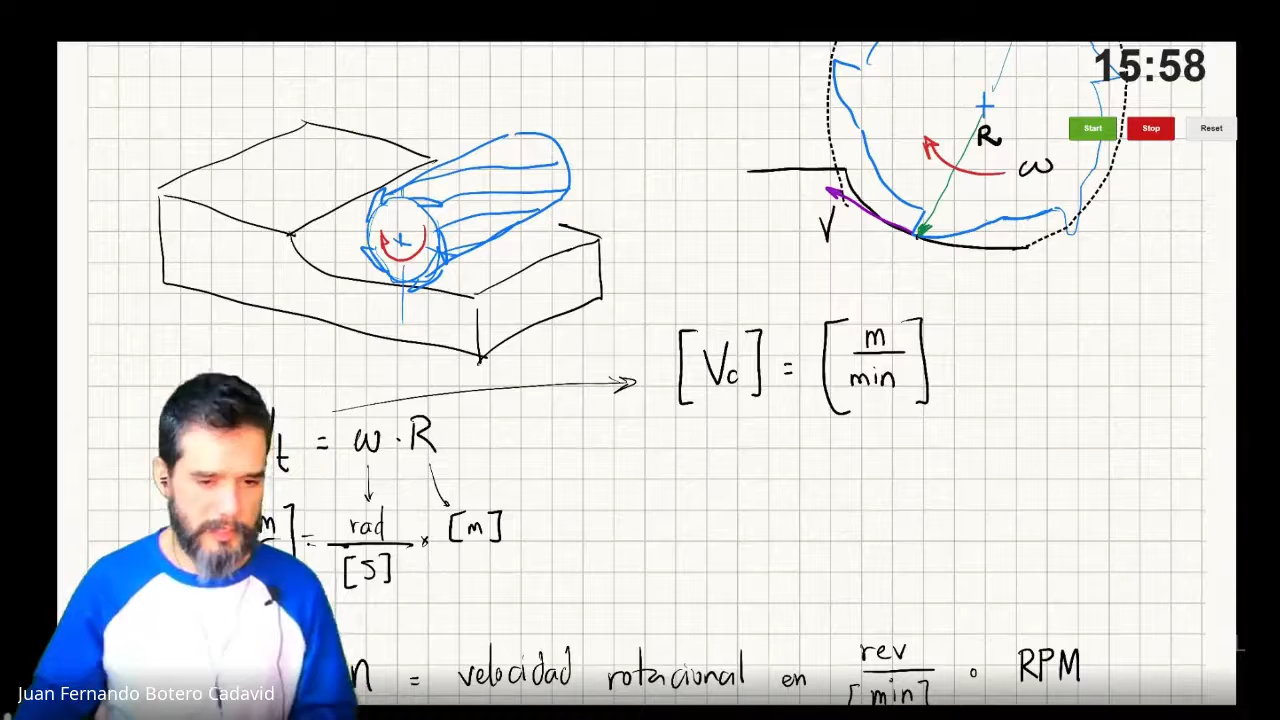 15:58
Start Stop Reset
R
ω
V
[Vc] = [m/min]
t = ω · R
m] = rad/[s] × [m]
n = velocidad rotacional en rev/[min] o RPM
Juan Fernando Botero Cadavid